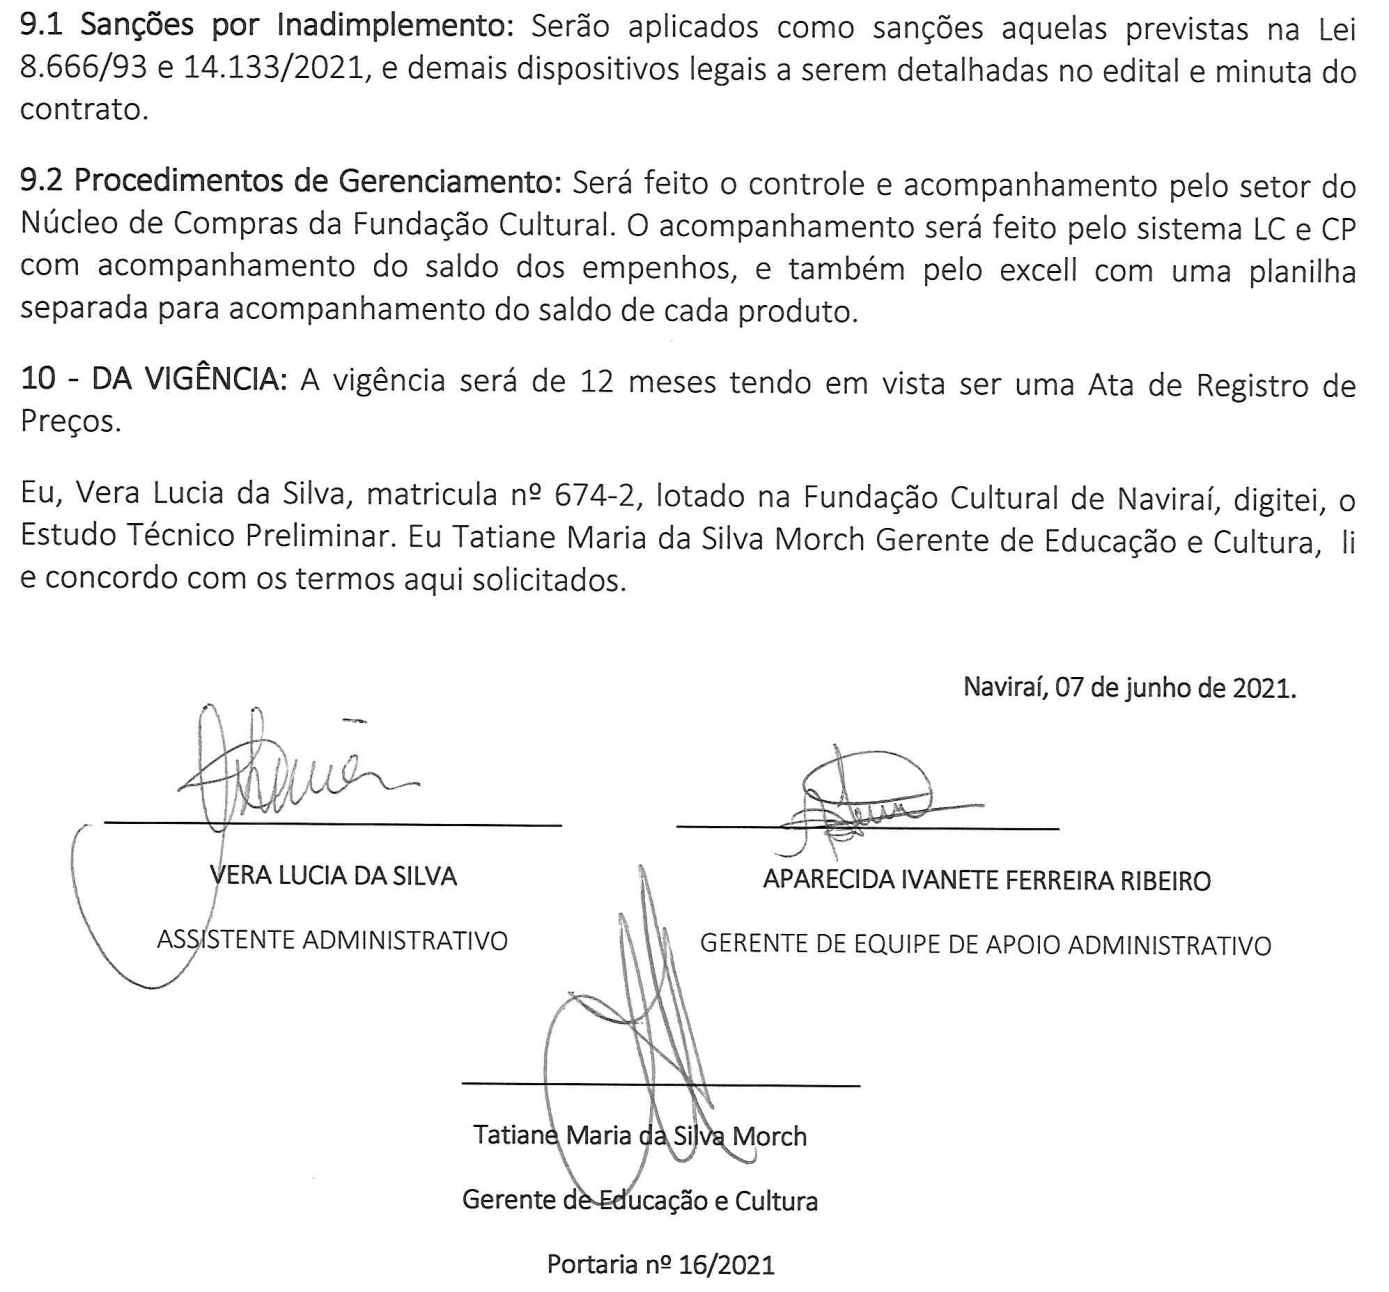 9.1 Sanções por Inadimplemento: Serão aplicados como sanções aquelas previstas na Lei
8.666/93 e 14.133/2021, e demais dispositivos legais a serem detalhadas no edital e minuta do
contrato.
9.2 Procedimentos de Gerenciamento: Será feito o controle e acompanhamento pelo setor do
Núcleo de Compras da Fundação Cultural. O acompanhamento será feito pelo sistema LC e CP
com acompanhamento do saldo dos empenhos, e também pelo excell com uma planilha
separada para acompanhamento do saldo de cada produto.
10 - DA VIGÊNCIA: A vigência será de 12 meses tendo em vista ser uma Ata de Registro de
Preços.
Eu, Vera Lucia da Silva, matricula nº 674-2, lotado na Fundação Cultural de Naviraí, digitei, o
Estudo Técnico Preliminar. Eu Tatiane Maria da Silva Morch Gerente de Educação e Cultura, li
e concordo com os termos aqui solicitados.
Naviraí, 07 de junho de 2021.
VERA LUCIA DA SILVA
ASSISTENTE ADMINISTRATIVO
APARECIDA IVANETE FERREIRA RIBEIRO
GERENTE DE EQUIPE DE APOIO ADMINISTRATIVO
Tatiane Maria da Silva Morch
Gerente de Educação e Cultura
Portaria nº 16/2021